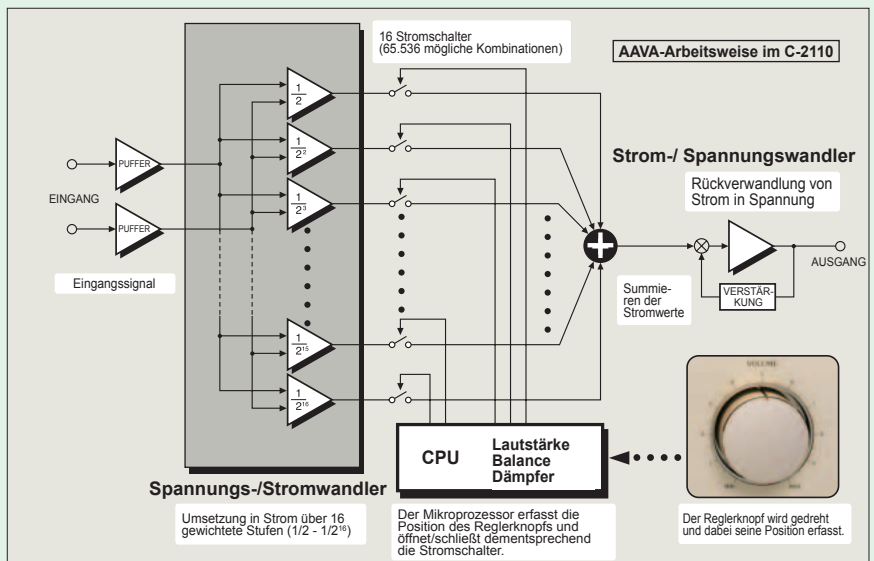 16 Stromschalter
(65.536 mögliche Kombinationen)
AAVA-Arbeitsweise im C-2110
PUFFER
PUFFER
EINGANG
Eingangssignal
1
2
1
2²
1
2³
1
2¹⁵
1
2¹⁶
Spannungs-/Stromwandler
Umsetzung in Strom über 16
gewichtete Stufen (1/2 - 1/2¹⁶)
+
Summie-
ren der
Stromwerte
Strom-/ Spannungswandler
Rückverwandlung von
Strom in Spannung
AUSGANG
VERSTÄR-
KUNG
CPU
Lautstärke
Balance
Dämpfer
Der Mikroprozessor erfasst die
Position des Reglerknopfs und
öffnet/schließt dementsprechend
die Stromschalter.
VOLUME
Der Reglerknopf wird gedreht
und dabei seine Position erfasst.